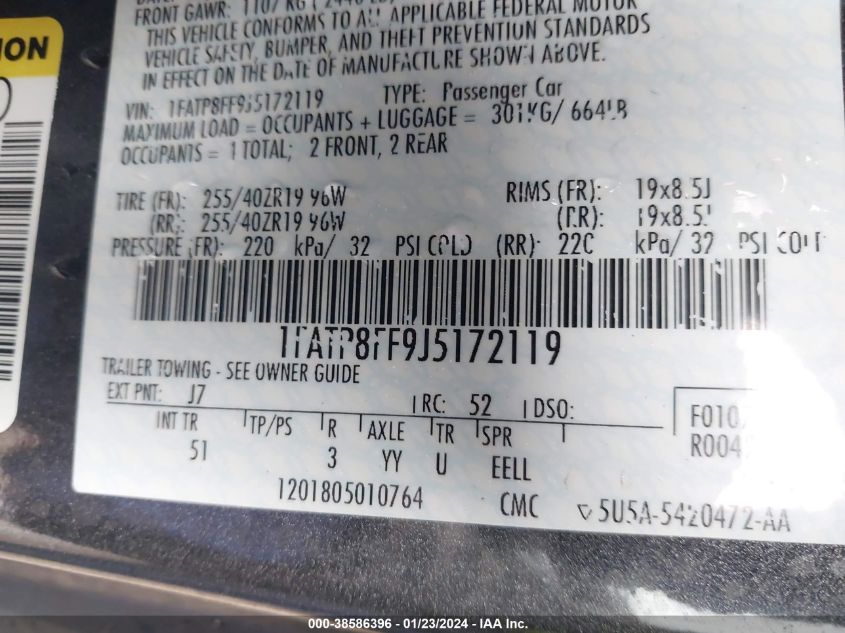 FRONT GAWR: 1107 KG ( 2440 LB)
THIS VEHICLE CONFORMS TO ALL APPLICABLE FEDERAL MOTOR
VEHICLE SAFETY, BUMPER, AND THEFT PREVENTION STANDARDS
IN EFFECT ON THE DATE OF MANUFACTURE SHOWN ABOVE.
VIN: 1FATP8FF9J5172119 TYPE: Passenger Car
MAXIMUM LOAD = OCCUPANTS + LUGGAGE = 301KG/ 664LB
OCCUPANTS = TOTAL; 2 FRONT, 2 REAR
TIRE (FR): 255/40ZR19 96W RIMS (FR): 19x8.5J
(RR): 255/40ZR19 96W (RR): 19x8.5J
PRESSURE (FR): 220 kPa/ 32 PSI COLD (RR): 220 kPa/ 32 PSI COLD
1FATP8FF9J5172119
TRAILER TOWING - SEE OWNER GUIDE
EXT PNT: J7 RC: 52 DSO:
INT TR TP/PS R AXLE TR SPR
51 3 YY U EELL
F0107
R004
1201805010764 CMC 5U5A-5420472-AA
000-38586396 - 01/23/2024 - IAA Inc.